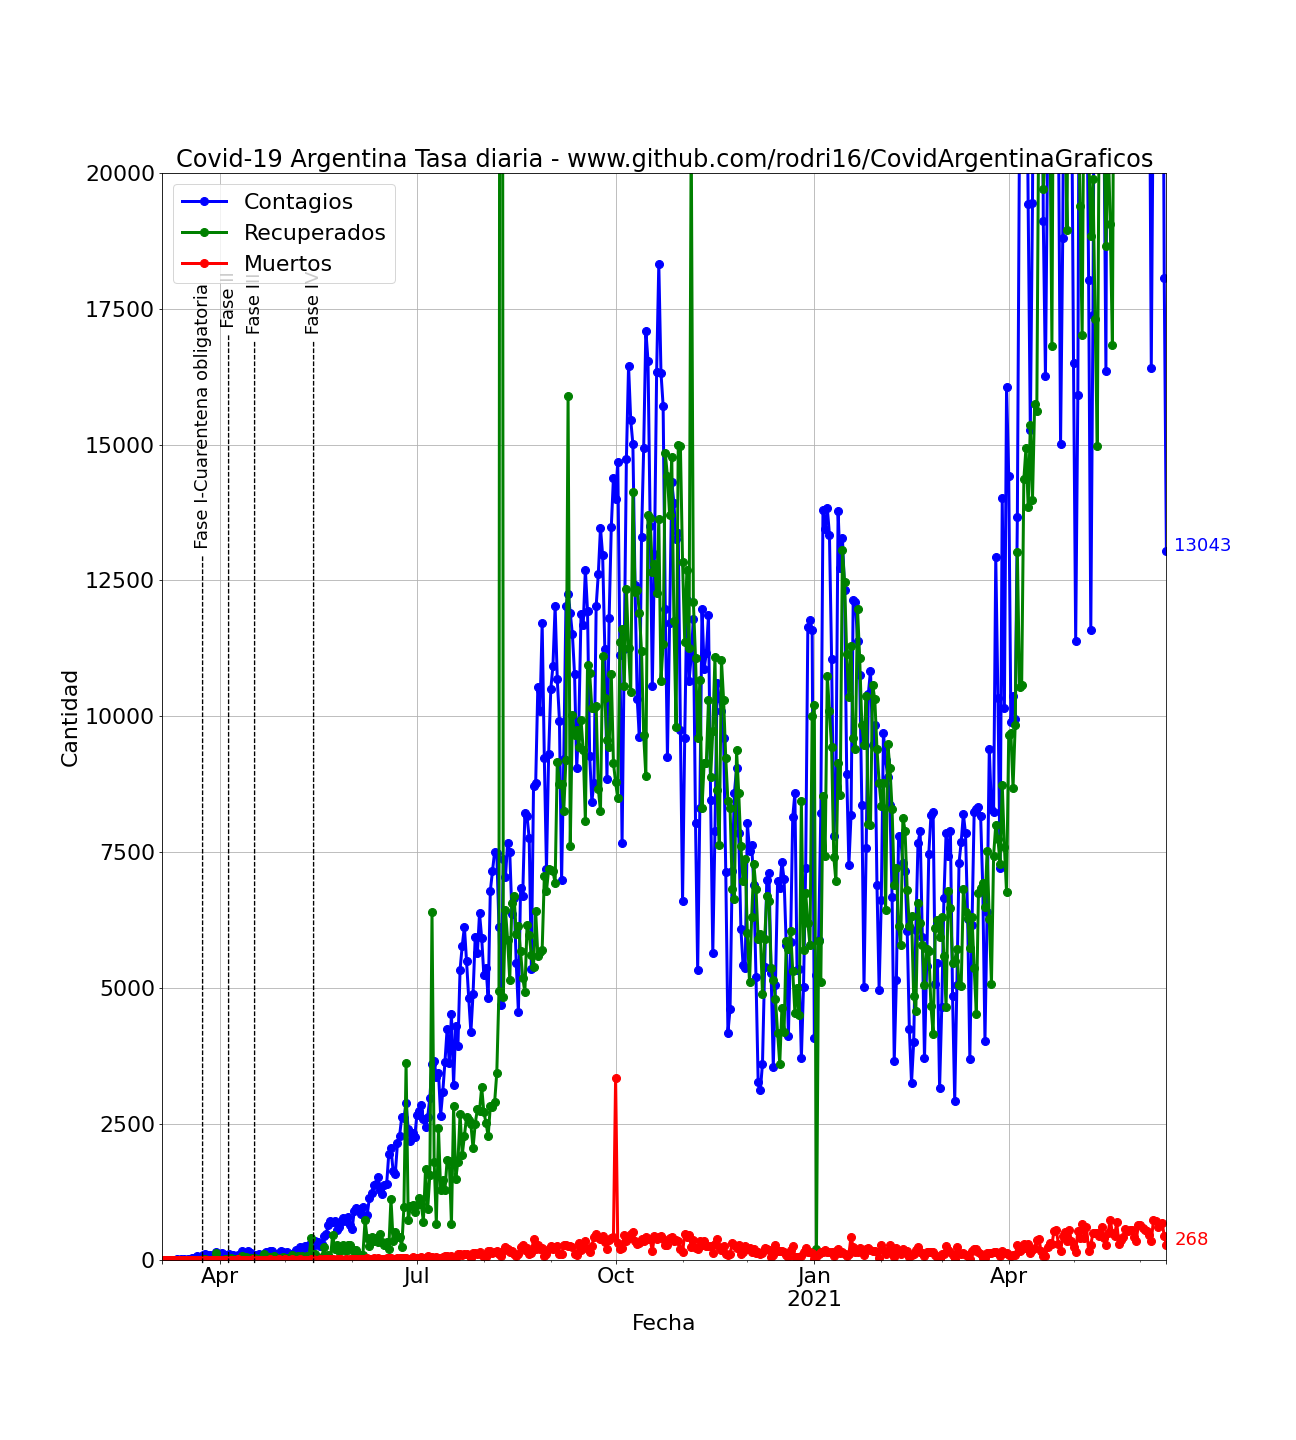 Covid-19 Argentina Tasa diaria - www.github.com/rodri16/CovidArgentinaGraficos
20000
17500
15000
12500
10000
7500
5000
2500
0
Cantidad
Contagios
Recuperados
Muertos
Fase I-Cuarentena obligatoria
Fase II
Fase III
Fase IV
13043
268
Apr
Jul
Oct
Jan
2021
Apr
Fecha